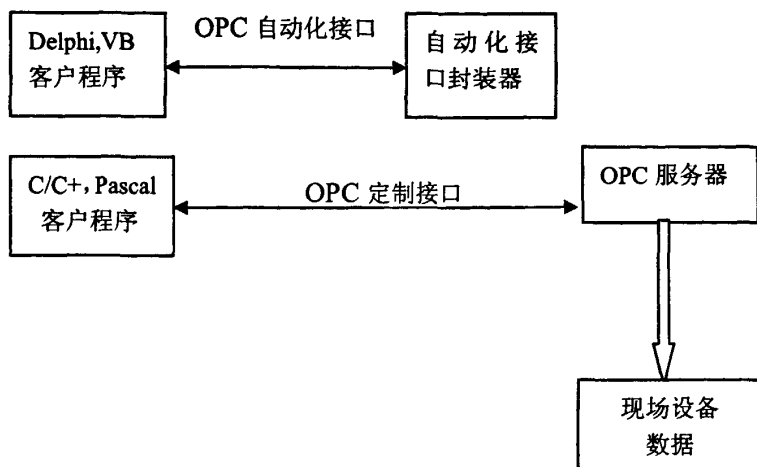 Delphi,VB
客户程序
OPC 自动化接口
自动化接
口封装器
C/C+, Pascal
客户程序
OPC 定制接口
OPC 服务器
现场设备
数据